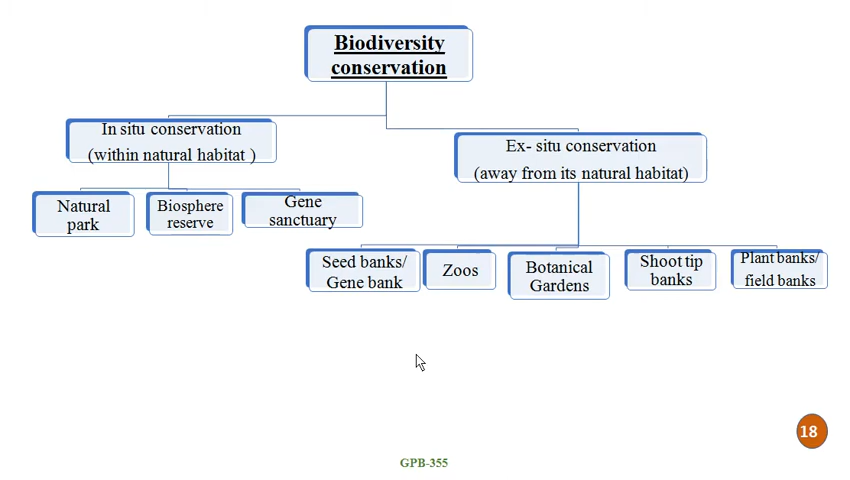 Biodiversity
conservation
In situ conservation
(within natural habitat )
Ex- situ conservation
(away from its natural habitat)
Natural
park
Biosphere
reserve
Gene
sanctuary
Seed banks/
Gene bank
Zoos
Botanical
Gardens
Shoot tip
banks
Plant banks/
field banks
18
GPB-355